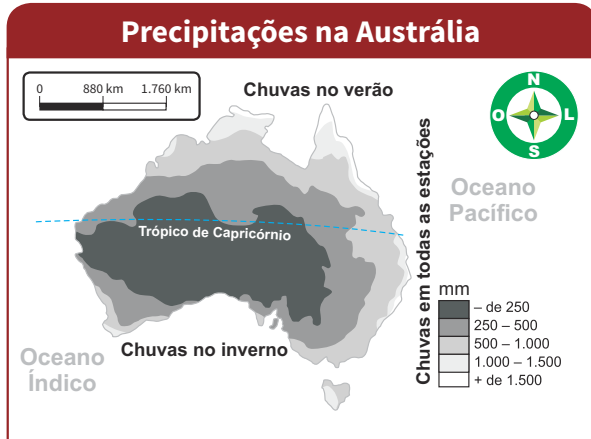 Precipitações na Austrália
0 880 km 1.760 km
Chuvas no verão
N
O L
S
Chuvas em todas as estações
Oceano
Pacífico
Trópico de Capricórnio
mm
– de 250
250 – 500
500 – 1.000
1.000 – 1.500
+ de 1.500
Chuvas no inverno
Oceano
Índico